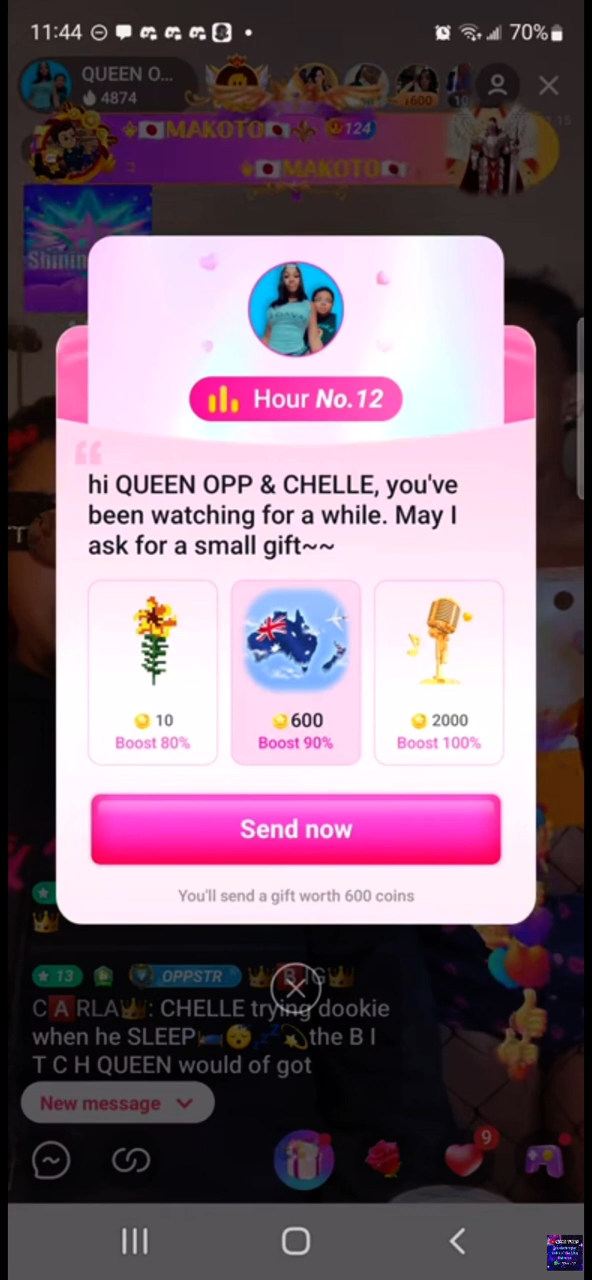 11:44
70%
QUEEN O...
4874
+600
10
MAKOTO
124
MAKOTO
Shinin
Hour No.12
hi QUEEN OPP & CHELLE, you've
been watching for a while. May I
ask for a small gift~~
10
600
2000
Boost 80%
Boost 90%
Boost 100%
Send now
You'll send a gift worth 600 coins
13
OPPSTR
CARLA👑: CHELLE trying dookie
when he SLEEP🛌😴💤💫the B I
T C H QUEEN would of got
New message
9